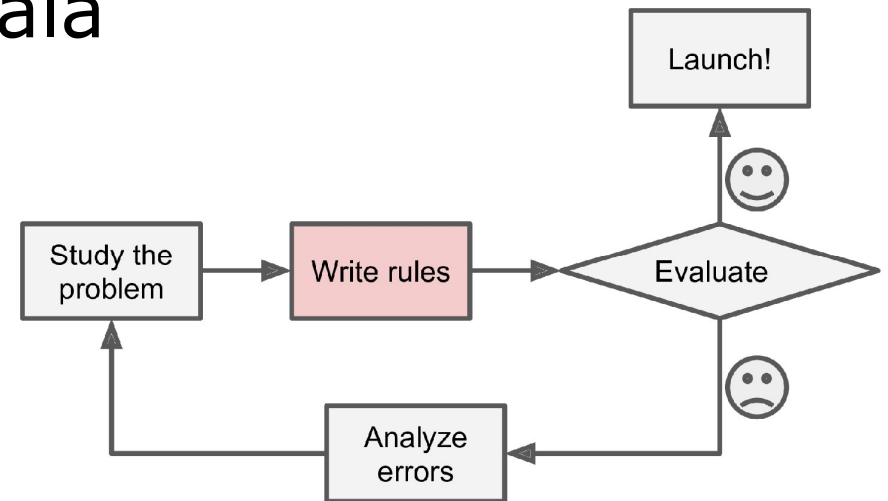 Launch!
Study the
problem
Write rules
Evaluate
Analyze
errors